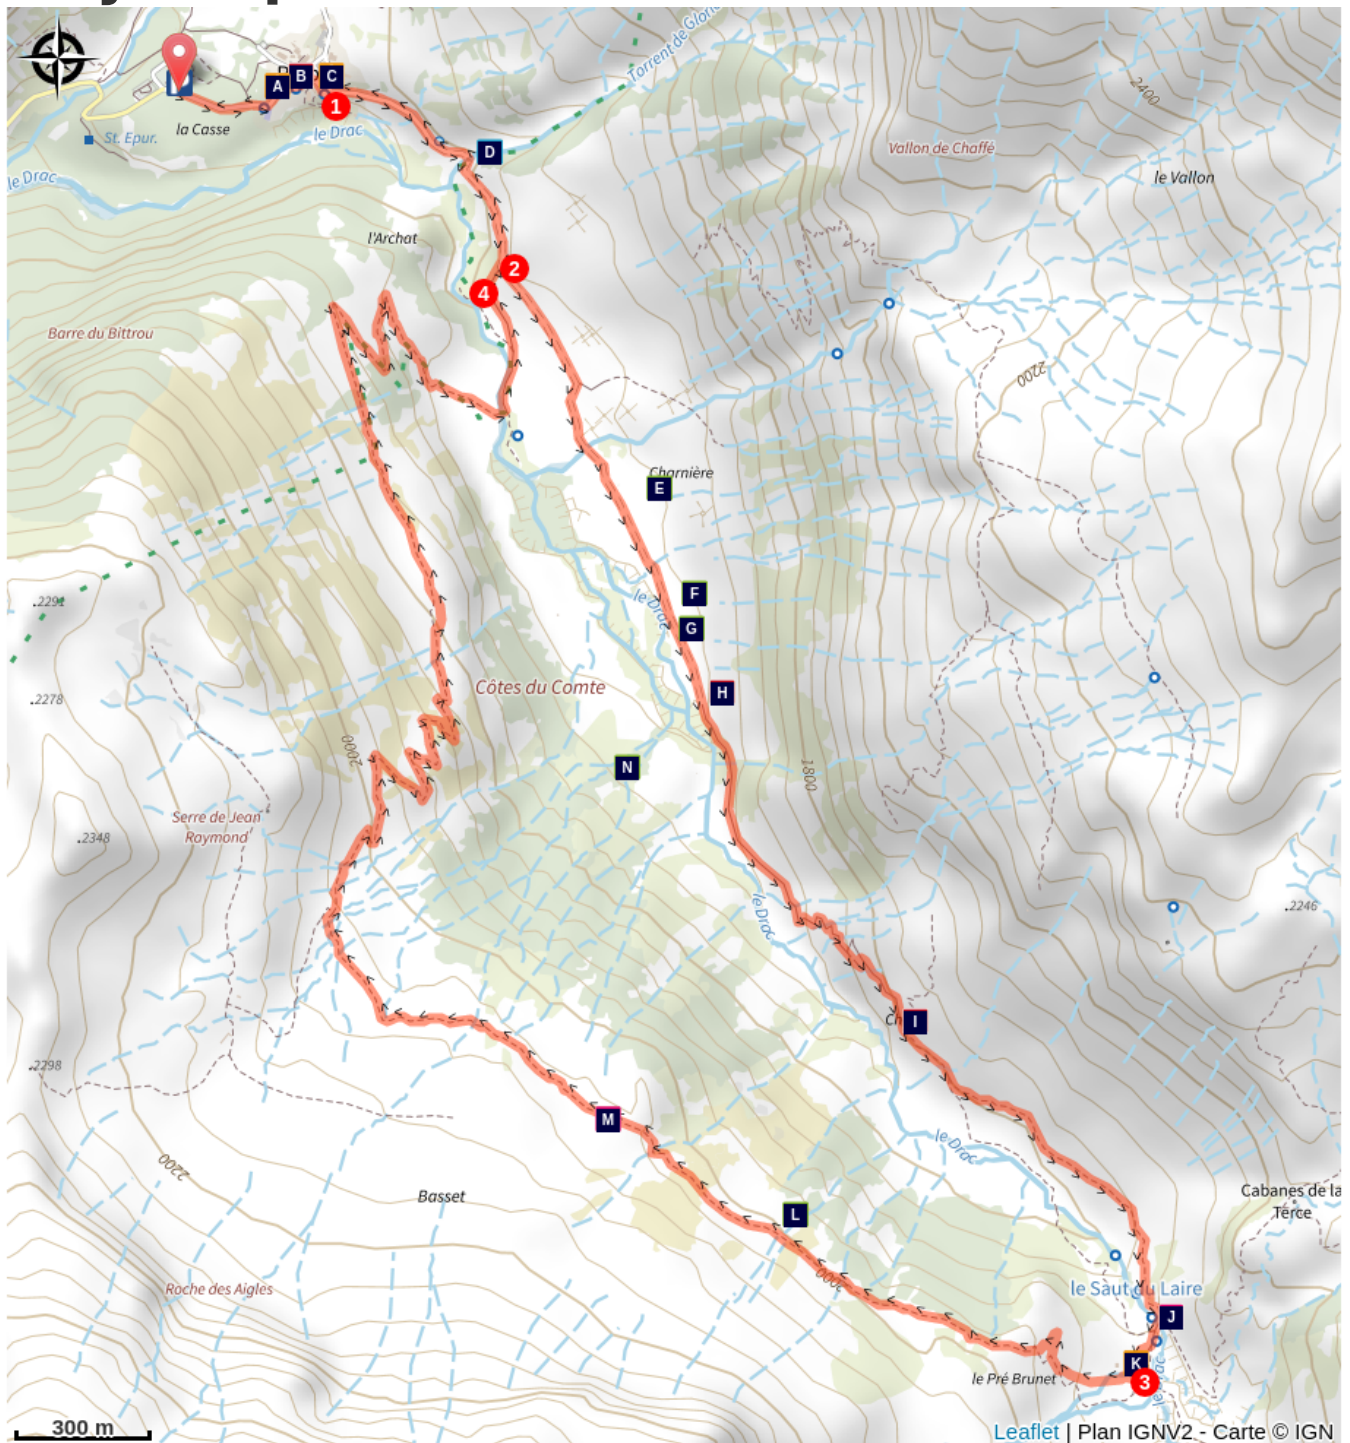 A
B
C
1
Torrent de Gloria
2400
la Casse
St. Epur.
le Drac
D
Vallon de Chaffé
le Vallon
le Drac
l'Archat
2
4
Barre du Bittrou
2200
Charnière
E
.2291
F
le Drac
G
Côtes du Comte
H
.2278
2000
N
1800
Serre de Jean
Raymond
.2348
le Drac
.2246
I
.2298
M
le Drac
2200
Basset
L
Cabanes de la
Terce
2000
Roche des Aigles
le Saut du Laire
J
K
3
le Pré Brunet
300 m
Leaflet | Plan IGNV2 - Carte © IGN